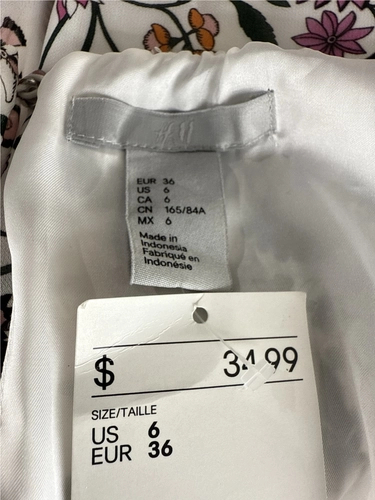 H&M
EUR 36
US 6
CA 6
CN 165/84A
MX 6
Made in
Indonesia
Fabriqué en
Indonésie
$ 34.99
SIZE/TAILLE
US 6
EUR 36